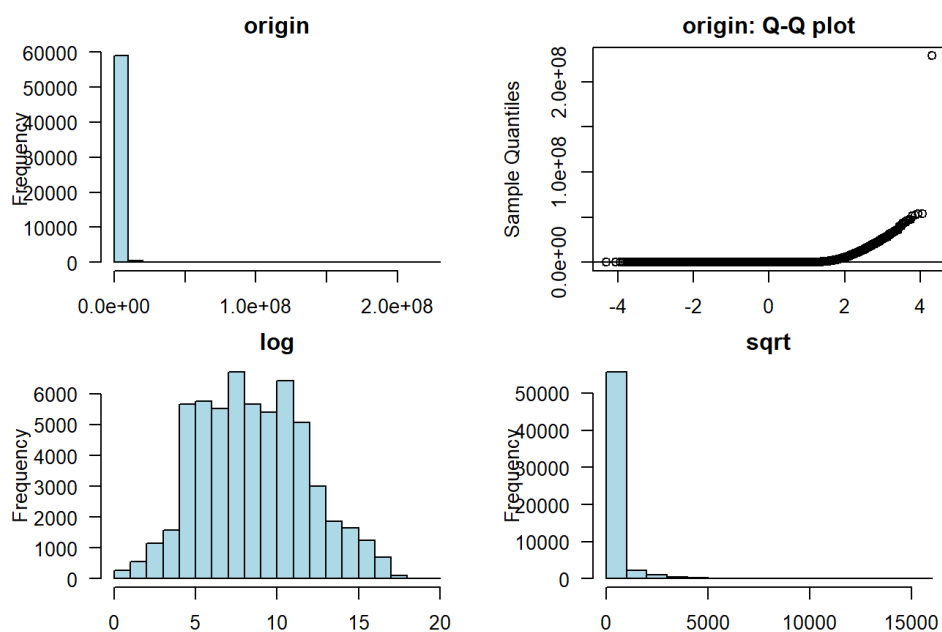 origin
Frequency
60000
50000
40000
30000
20000
10000
0
0.0e+00 1.0e+08 2.0e+08
origin: Q-Q plot
Sample Quantiles
2.0e+08
1.0e+08
0.0e+00
-4 -2 0 2 4
log
Frequency
6000
5000
4000
3000
2000
1000
0
0 5 10 15 20
sqrt
Frequency
50000
40000
30000
20000
10000
0
0 5000 10000 15000